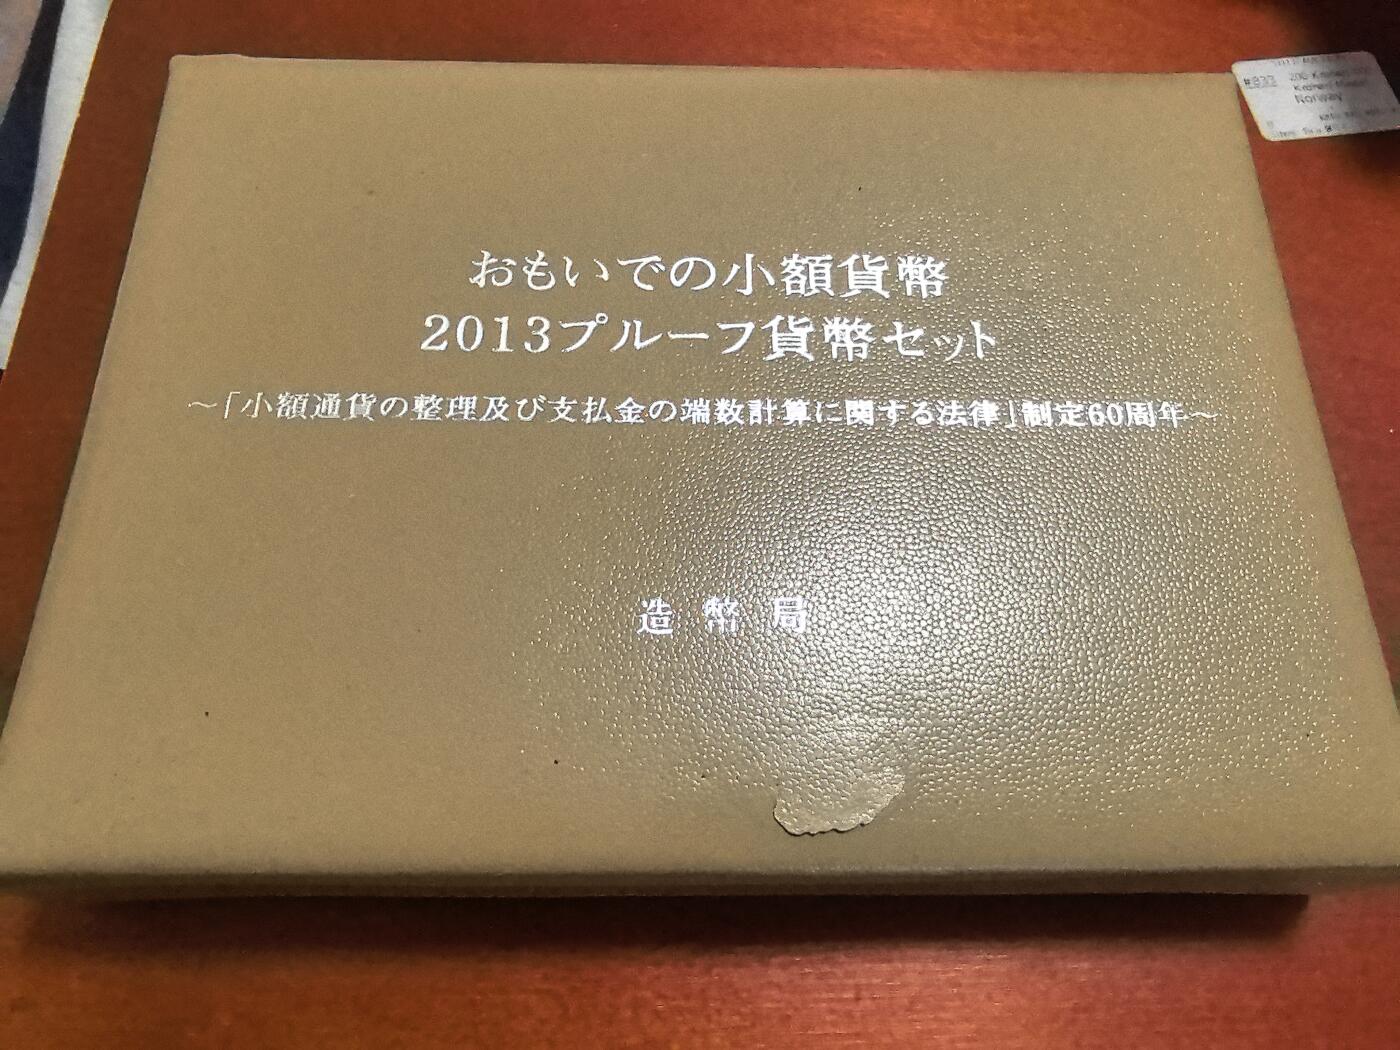 おもいでの小額貨幣
2013プルーフ貨幣セット
～「小額通貨の整理及び支払金の端数計算に関する法律」制定60周年～
造幣局
#833
Norway